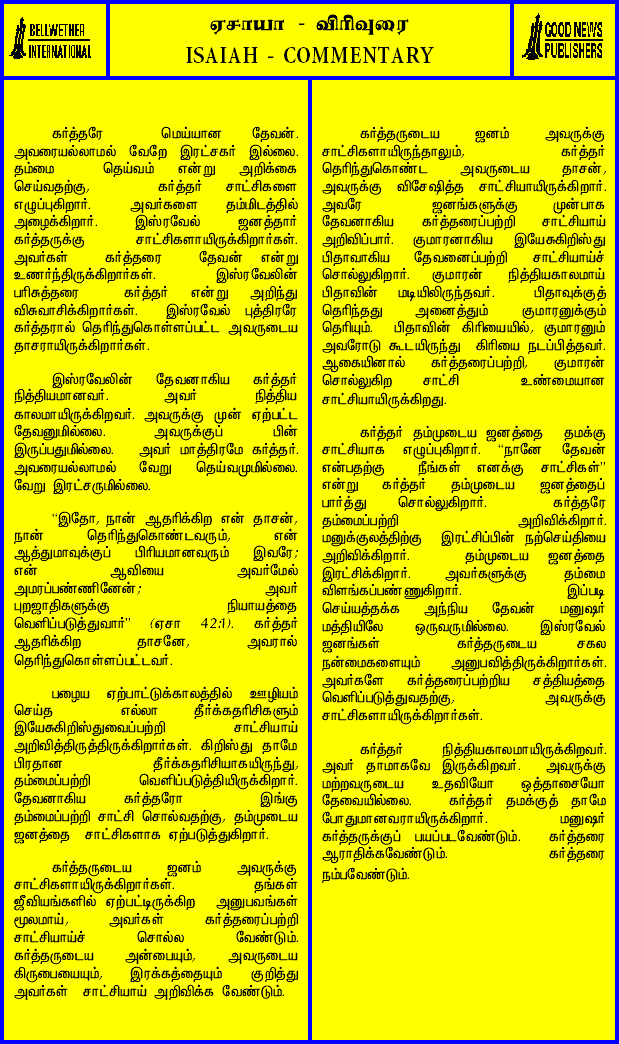 BELLWETHER
INTERNATIONAL
ஏசாயா - விரிவுரை
ISAIAH - COMMENTARY
GOOD NEWS
PUBLISHERS
கர்த்தரே மெய்யான தேவன்.
அவரையல்லாமல் வேறே இரட்சகர் இல்லை.
தம்மை தெய்வம் என்று அறிக்கை
செய்வதற்கு, கர்த்தர் சாட்சிகளை
எழுப்புகிறார். அவர்களை தம்மிடத்தில்
அழைக்கிறார். இஸ்ரவேல் ஜனத்தார்
கர்த்தருக்கு சாட்சிகளாயிருக்கிறார்கள்.
அவர்கள் கர்த்தரை தேவன் என்று
உணர்ந்திருக்கிறார்கள். இஸ்ரவேலின்
பரிசுத்தரை கர்த்தர் என்று அறிந்து
விசுவாசிக்கிறார்கள். இஸ்ரவேல் புத்திரரே
கர்த்தரால் தெரிந்துகொள்ளப்பட்ட அவருடைய
தாசராயிருக்கிறார்கள்.
இஸ்ரவேலின் தேவனாகிய கர்த்தர்
நித்தியமானவர். அவர் நித்திய
காலமாயிருக்கிறவர். அவருக்கு முன் ஏற்பட்ட
தேவனுமில்லை. அவருக்குப் பின்
இருப்பதுமில்லை. அவர் மாத்திரமே கர்த்தர்.
அவரையல்லாமல் வேறு தெய்வமுமில்லை.
வேறு இரட்சருமில்லை.
“இதோ, நான் ஆதரிக்கிற என் தாசன்,
நான் தெரிந்துகொண்டவரும், என்
ஆத்துமாவுக்குப் பிரியமானவரும் இவரே;
என் ஆவியை அவர்மேல்
அமரப்பண்ணினேன்; அவர்
புறஜாதிகளுக்கு நியாயத்தை
வெளிப்படுத்துவார்” (ஏசா 42:1). கர்த்தர்
ஆதரிக்கிற தாசனே, அவரால்
தெரிந்துகொள்ளப்பட்டவர்.
பழைய ஏற்பாட்டுக்காலத்தில் ஊழியம்
செய்த எல்லா தீர்க்கதரிசிகளும்
இயேசுகிறிஸ்துவைப்பற்றி சாட்சியாய்
அறிவித்திருத்திருக்கிறார்கள். கிறிஸ்து தாமே
பிரதான தீர்க்கதரிசியாகயிருந்து,
தம்மைப்பற்றி வெளிப்படுத்தியிருக்கிறார்.
தேவனாகிய கர்த்தரோ இங்கு
தம்மைப்பற்றி சாட்சி சொல்வதற்கு, தம்முடைய
ஜனத்தை சாட்சிகளாக ஏற்படுத்துகிறார்.
கர்த்தருடைய ஜனம் அவருக்கு
சாட்சிகளாயிருக்கிறார்கள். தங்கள்
ஜீவியங்களில் ஏற்பட்டிருக்கிற அனுபவங்கள்
மூலமாய், அவர்கள் கர்த்தரைப்பற்றி
சாட்சியாய்ச் சொல்ல வேண்டும்.
கர்த்தருடைய அன்பையும், அவருடைய
கிருபையையும், இரக்கத்தையும் குறித்து
அவர்கள் சாட்சியாய் அறிவிக்க வேண்டும்.
கர்த்தருடைய ஜனம் அவருக்கு
சாட்சிகளாயிருந்தாலும், கர்த்தர்
தெரிந்துகொண்ட அவருடைய தாசன்,
அவருக்கு விசேஷித்த சாட்சியாயிருக்கிறார்.
அவரே ஜனங்களுக்கு முன்பாக
தேவனாகிய கர்த்தரைப்பற்றி சாட்சியாய்
அறிவிப்பார். குமாரனாகிய இயேசுகிறிஸ்து
பிதாவாகிய தேவனைப்பற்றி சாட்சியாய்ச்
சொல்லுகிறார். குமாரன் நித்தியகாலமாய்
பிதாவின் மடியிலிருந்தவர். பிதாவுக்குத்
தெரிந்தது அனைத்தும் குமாரனுக்கும்
தெரியும். பிதாவின் கிரியையில், குமாரனும்
அவரோடு கூடயிருந்து கிரியை நடப்பித்தவர்.
ஆகையினால் கர்த்தரைப்பற்றி, குமாரன்
சொல்லுகிற சாட்சி உண்மையான
சாட்சியாயிருக்கிறது.
கர்த்தர் தம்முடைய ஜனத்தை தமக்கு
சாட்சியாக எழுப்புகிறார். “நானே தேவன்
என்பதற்கு நீங்கள் எனக்கு சாட்சிகள்”
என்று கர்த்தர் தம்முடைய ஜனத்தைப்
பார்த்து சொல்லுகிறார். கர்த்தரே
தம்மைப்பற்றி அறிவிக்கிறார்.
மனுக்குலத்திற்கு இரட்சிப்பின் நற்செய்தியை
அறிவிக்கிறார். தம்முடைய ஜனத்தை
இரட்சிக்கிறார். அவர்களுக்கு தம்மை
விளங்கப்பண்ணுகிறார். இப்படி
செய்யத்தக்க அந்நிய தேவன் மனுஷர்
மத்தியிலே ஒருவருமில்லை. இஸ்ரவேல்
ஜனங்கள் கர்த்தருடைய சகல
நன்மைகளையும் அனுபவித்திருக்கிறார்கள்.
அவர்களே கர்த்தரைப்பற்றிய சத்தியத்தை
வெளிப்படுத்துவதற்கு, அவருக்கு
சாட்சிகளாயிருக்கிறார்கள்.
கர்த்தர் நித்தியகாலமாயிருக்கிறவர்.
அவர் தாமாகவே இருக்கிறவர். அவருக்கு
மற்றவருடைய உதவியோ ஒத்தாசையோ
தேவையில்லை. கர்த்தர் தமக்குத் தாமே
போதுமானவராயிருக்கிறார். மனுஷர்
கர்த்தருக்குப் பயப்படவேண்டும். கர்த்தரை
ஆராதிக்கவேண்டும். கர்த்தரை
நம்பவேண்டும்.